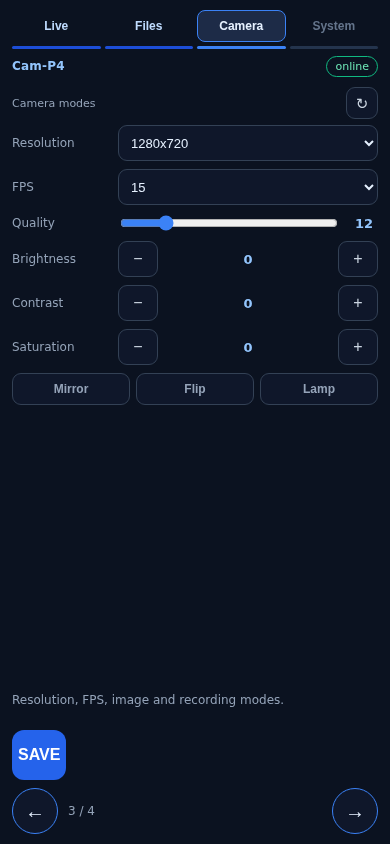 Live Files Camera System
Cam-P4 online
Camera modes ↻
Resolution 1280x720
FPS 15
Quality 12
Brightness − 0 +
Contrast − 0 +
Saturation − 0 +
Mirror Flip Lamp
Resolution, FPS, image and recording modes.
SAVE
← 3 / 4 →